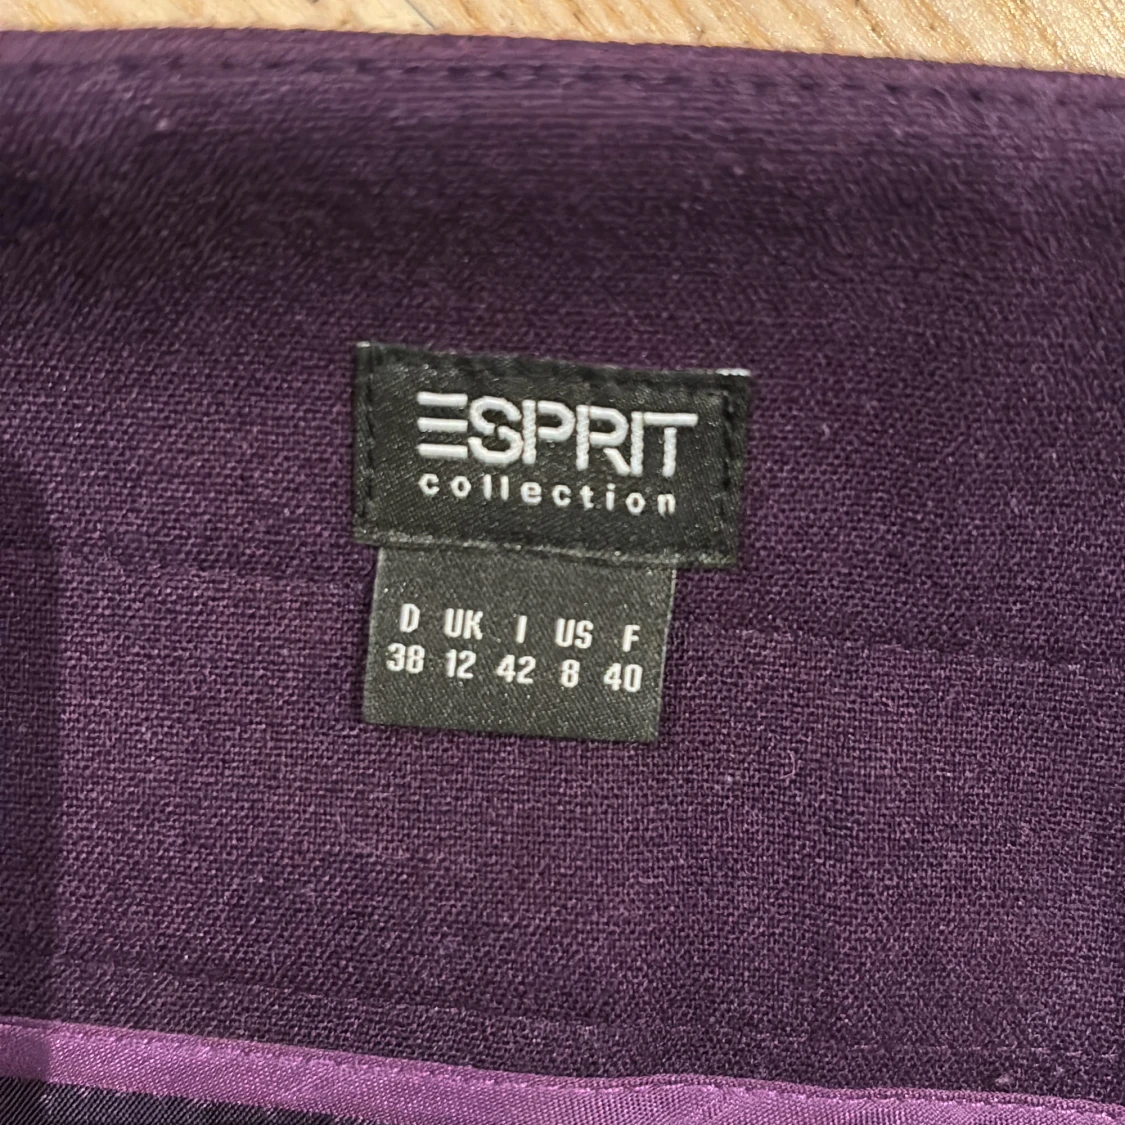 ESPRIT
collection
D UK I US F
38 12 42 8 40